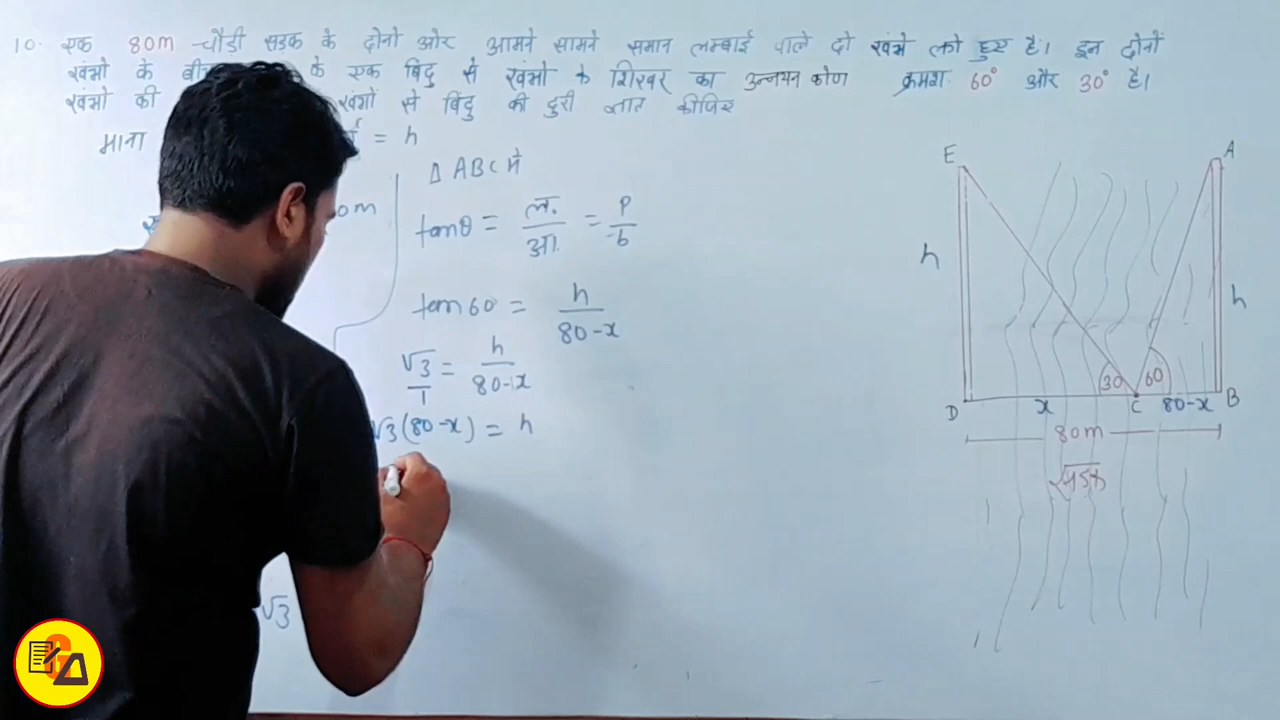 10. एक 80m चौड़ी सड़क के दोनो ओर आमने सामने समान लम्बाई वाले दो खंभे लगे हुए है। इन दोनों
खंभो के के एक बिंदु से खंभो के शिखर का उन्नयन कोण क्रमश: 60° और 30° है।
खंभो की खंभों से बिंदु की दुरी ज्ञात कीजिए
माना = h
Δ ABC में
tanθ = ल./आ. = P/b
tan60° = h/80-x
√3/1 = h/80-x
√3(80-x) = h
√3
E
A
h
h
30
60
D
x
C
80-x
B
80m
सड़क